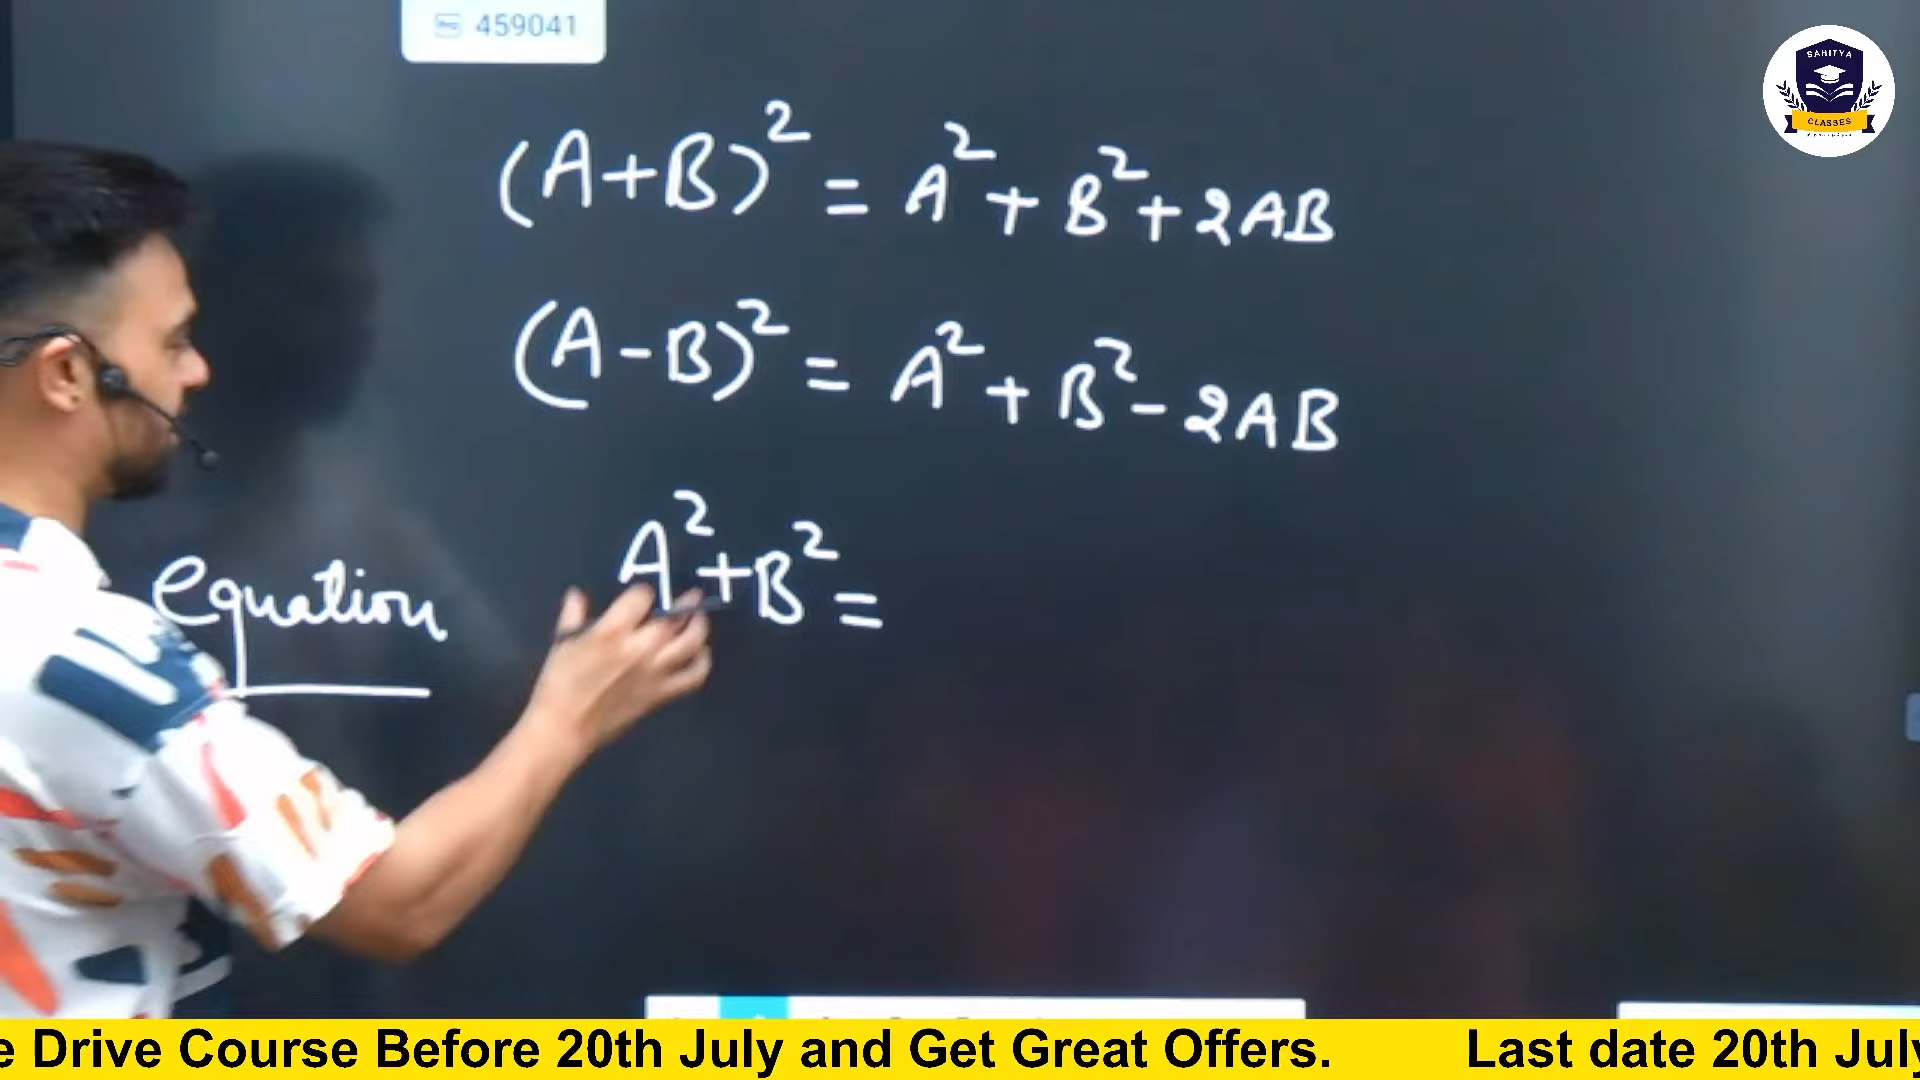 459041
SAHITYA
CLASSES
(A+B)² = A² + B² + 2AB
(A-B)² = A² + B² - 2AB
A² + B² =
equation
e Drive Course Before 20th July and Get Great Offers. Last date 20th July